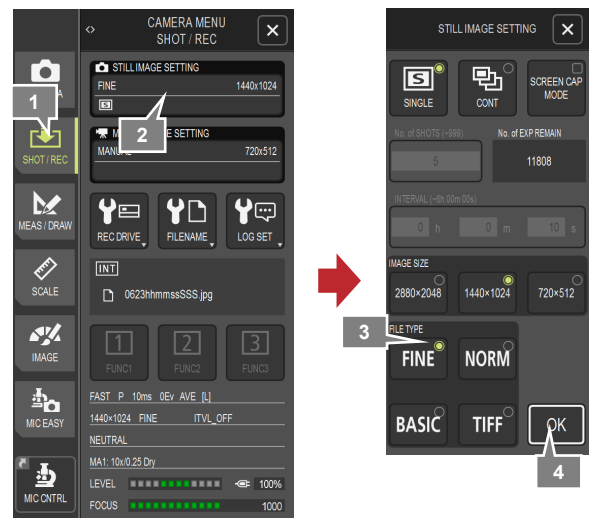 CAMERA MENU
SHOT / REC
STILL IMAGE SETTING
FINE 1440x1024
S
E SETTING
MANUAL 720x512
REC DRIVE FILENAME LOG SET
INT
0623hhmmssSSS.jpg
1 2 3
FUNC1 FUNC2 FUNC3
FAST P 10ms 0Ev AVE [L]
1440×1024 FINE ITVL_OFF
NEUTRAL
MA1: 10x/0.25 Dry
LEVEL 100%
FOCUS 1000
A
1
SHOT / REC
2
MEAS / DRAW
SCALE
IMAGE
MIC EASY
MIC CNTRL
STILL IMAGE SETTING
S
SINGLE CONT SCREEN CAP
MODE
No. of SHOTS (~999) No. of EXP REMAIN
5 11808
INTERVAL (~6h 00m 00s)
0 h 0 m 10 s
IMAGE SIZE
2880×2048 1440×1024 720×512
3
FILE TYPE
FINE NORM
BASIC TIFF OK
4